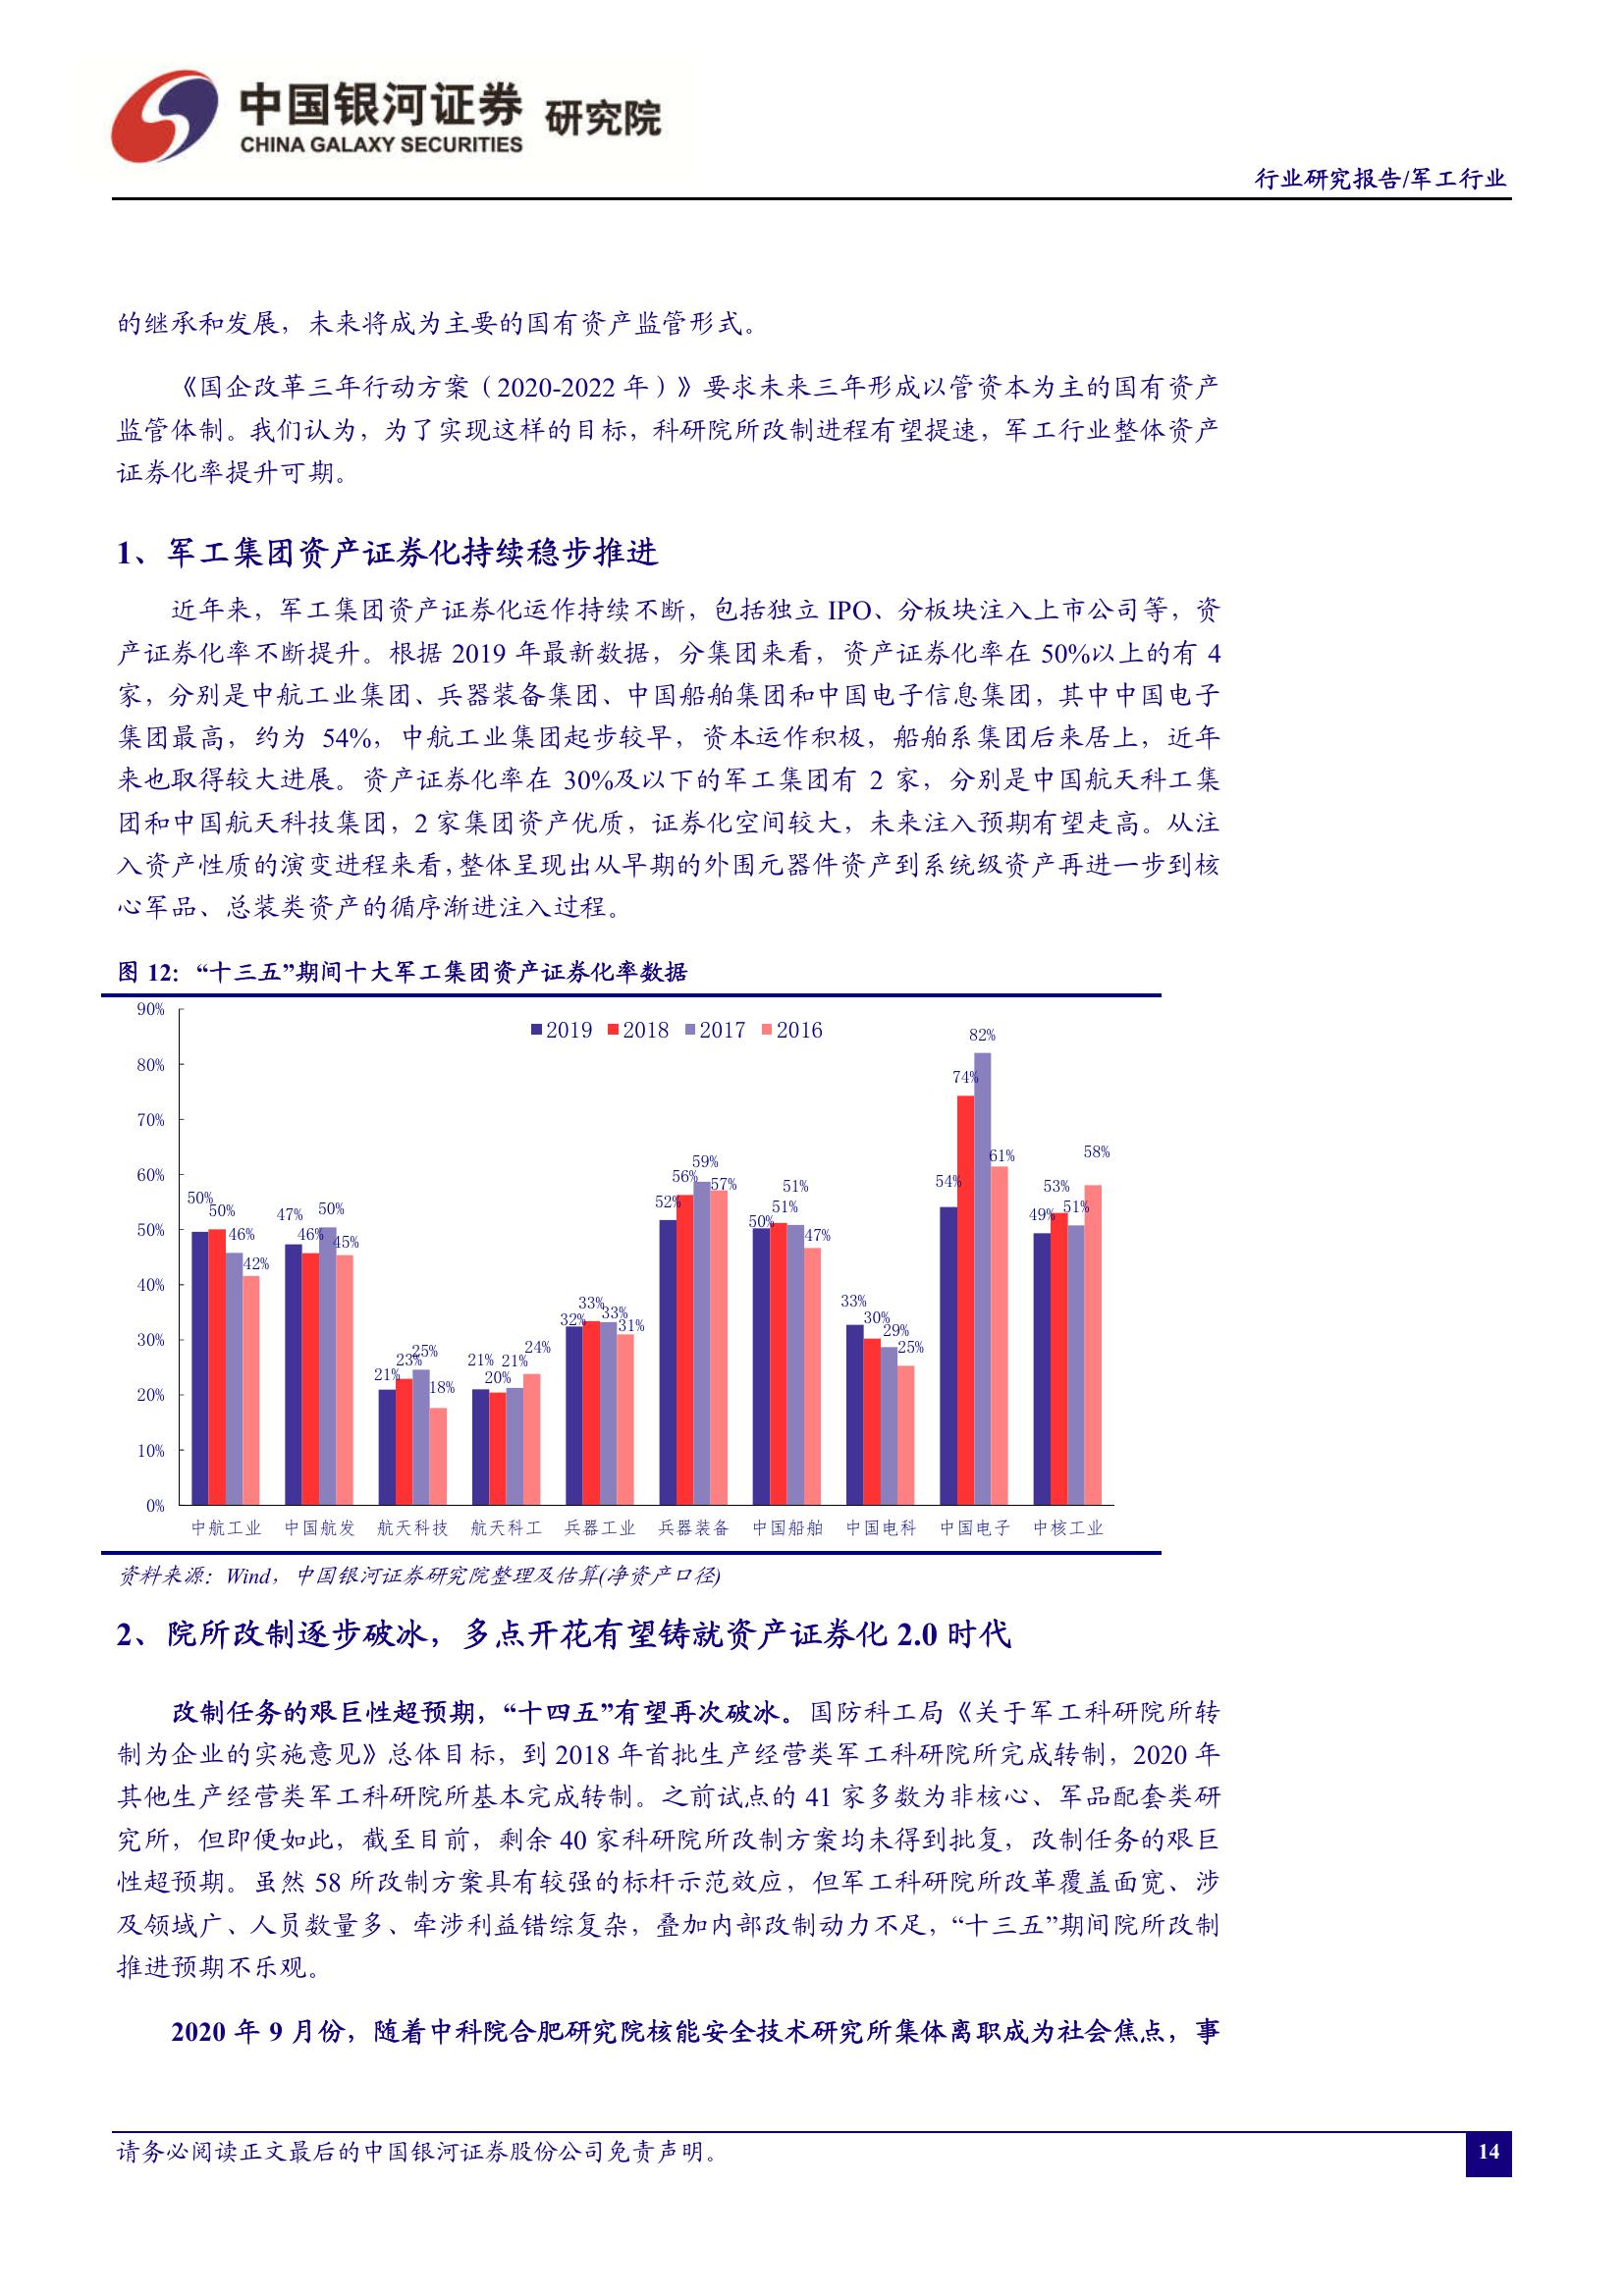 中国银河证券 研究院
CHINA GALAXY SECURITIES
行业研究报告/军工行业
的继承和发展，未来将成为主要的国有资产监管形式。
《国企改革三年行动方案（2020-2022 年）》要求未来三年形成以管资本为主的国有资产
监管体制。我们认为，为了实现这样的目标，科研院所改制进程有望提速，军工行业整体资产
证券化率提升可期。
1、军工集团资产证券化持续稳步推进
近年来，军工集团资产证券化运作持续不断，包括独立 IPO、分板块注入上市公司等，资
产证券化率不断提升。根据 2019 年最新数据，分集团来看，资产证券化率在 50%以上的有 4
家，分别是中航工业集团、兵器装备集团、中国船舶集团和中国电子信息集团，其中中国电子
集团最高，约为 54%，中航工业集团起步较早，资本运作积极，船舶系集团后来居上，近年
来也取得较大进展。资产证券化率在 30%及以下的军工集团有 2 家，分别是中国航天科工集
团和中国航天科技集团，2 家集团资产优质，证券化空间较大，未来注入预期有望走高。从注
入资产性质的演变进程来看，整体呈现出从早期的外围元器件资产到系统级资产再进一步到核
心军品、总装类资产的循序渐进注入过程。
图 12：“十三五”期间十大军工集团资产证券化率数据
2019 2018 2017 2016
90%
80%
70%
60%
50%
40%
30%
20%
10%
0%
50% 50% 46% 42%
47% 46% 50% 45%
21% 23% 25% 18%
21% 20% 21% 24%
32% 33% 33% 31%
52% 56% 59% 57%
50% 51% 51% 47%
33% 30% 29% 25%
54% 74% 82% 61%
49% 53% 51% 58%
中航工业 中国航发 航天科技 航天科工 兵器工业 兵器装备 中国船舶 中国电科 中国电子 中核工业
资料来源：Wind，中国银河证券研究院整理及估算(净资产口径)
2、院所改制逐步破冰，多点开花有望铸就资产证券化 2.0 时代
改制任务的艰巨性超预期，“十四五”有望再次破冰。国防科工局《关于军工科研院所转
制为企业的实施意见》总体目标，到 2018 年首批生产经营类军工科研院所完成转制，2020 年
其他生产经营类军工科研院所基本完成转制。之前试点的 41 家多数为非核心、军品配套类研
究所，但即便如此，截至目前，剩余 40 家科研院所改制方案均未得到批复，改制任务的艰巨
性超预期。虽然 58 所改制方案具有较强的标杆示范效应，但军工科研院所改革覆盖面宽、涉
及领域广、人员数量多、牵涉利益错综复杂，叠加内部改制动力不足，“十三五”期间院所改制
推进预期不乐观。
2020 年 9 月份，随着中科院合肥研究院核能安全技术研究所集体离职成为社会焦点，事
请务必阅读正文最后的中国银河证券股份公司免责声明。
14